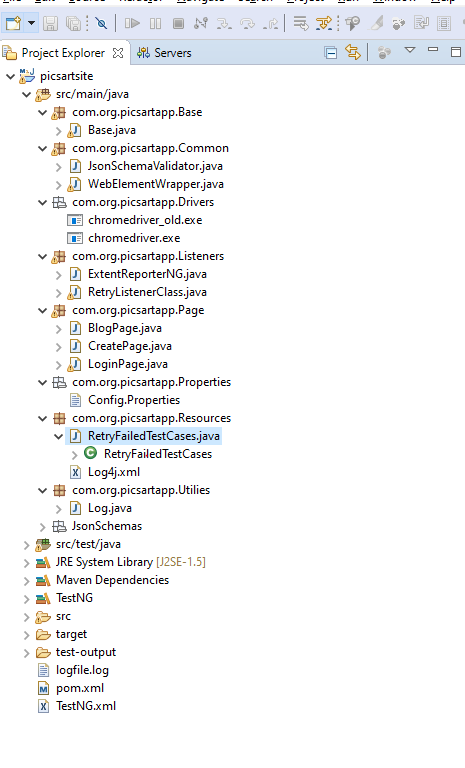 Project Explorer
Servers
picsartsite
src/main/java
com.org.picsartapp.Base
Base.java
com.org.picsartapp.Common
JsonSchemaValidator.java
WebElementWrapper.java
com.org.picsartapp.Drivers
chromedriver_old.exe
chromedriver.exe
com.org.picsartapp.Listeners
ExtentReporterNG.java
RetryListenerClass.java
com.org.picsartapp.Page
BlogPage.java
CreatePage.java
LoginPage.java
com.org.picsartapp.Properties
Config.Properties
com.org.picsartapp.Resources
RetryFailedTestCases.java
RetryFailedTestCases
Log4j.xml
com.org.picsartapp.Utilies
Log.java
JsonSchemas
src/test/java
JRE System Library [J2SE-1.5]
Maven Dependencies
TestNG
src
target
test-output
logfile.log
pom.xml
TestNG.xml